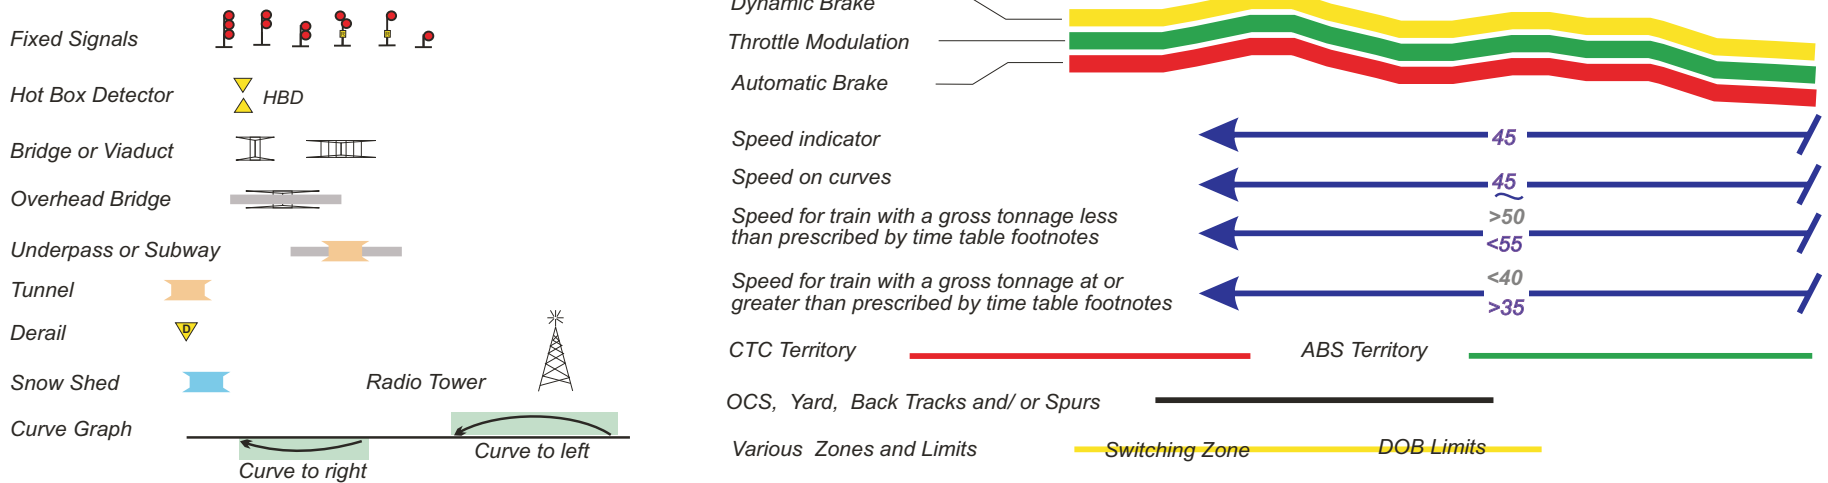 Fixed Signals
Hot Box Detector
HBD
Bridge or Viaduct
Overhead Bridge
Underpass or Subway
Tunnel
Derail
D
Snow Shed
Radio Tower
Curve Graph
Curve to right
Curve to left
Dynamic Brake
Throttle Modulation
Automatic Brake
Speed indicator
45
Speed on curves
45
Speed for train with a gross tonnage less
than prescribed by time table footnotes
>50
<55
Speed for train with a gross tonnage at or
greater than prescribed by time table footnotes
<40
>35
CTC Territory
ABS Territory
OCS, Yard, Back Tracks and/ or Spurs
Various Zones and Limits
Switching Zone
DOB Limits